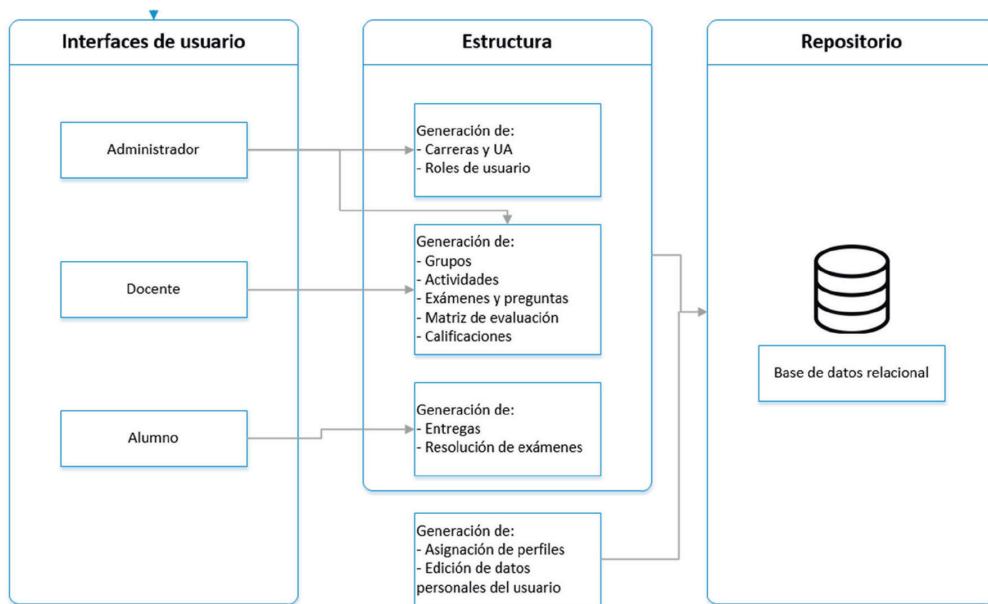 Interfaces de usuario
Administrador
Docente
Alumno
Estructura
Generación de:
- Carreras y UA
- Roles de usuario
Generación de:
- Grupos
- Actividades
- Exámenes y preguntas
- Matriz de evaluación
- Calificaciones
Generación de:
- Entregas
- Resolución de exámenes
Generación de:
- Asignación de perfiles
- Edición de datos
personales del usuario
Repositorio
Base de datos relacional